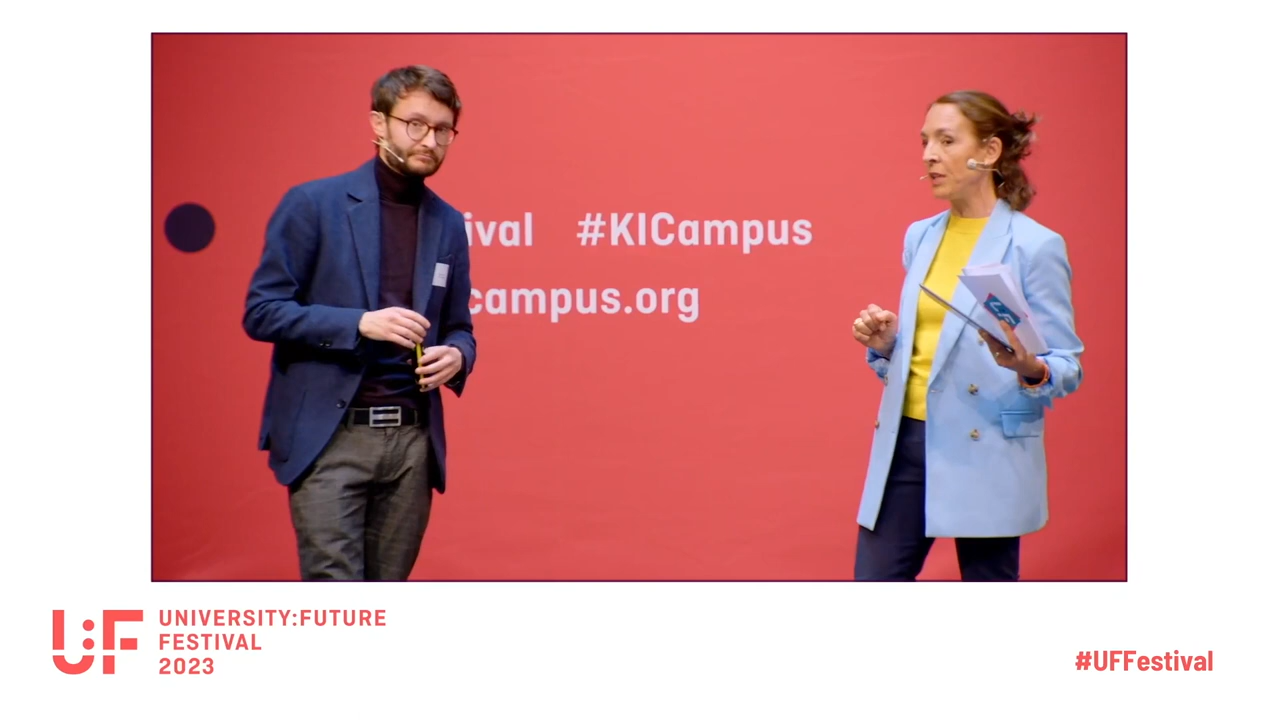 ival #KICampus
campus.org
U:F
UNIVERSITY:FUTURE
FESTIVAL
2023
#UFFestival